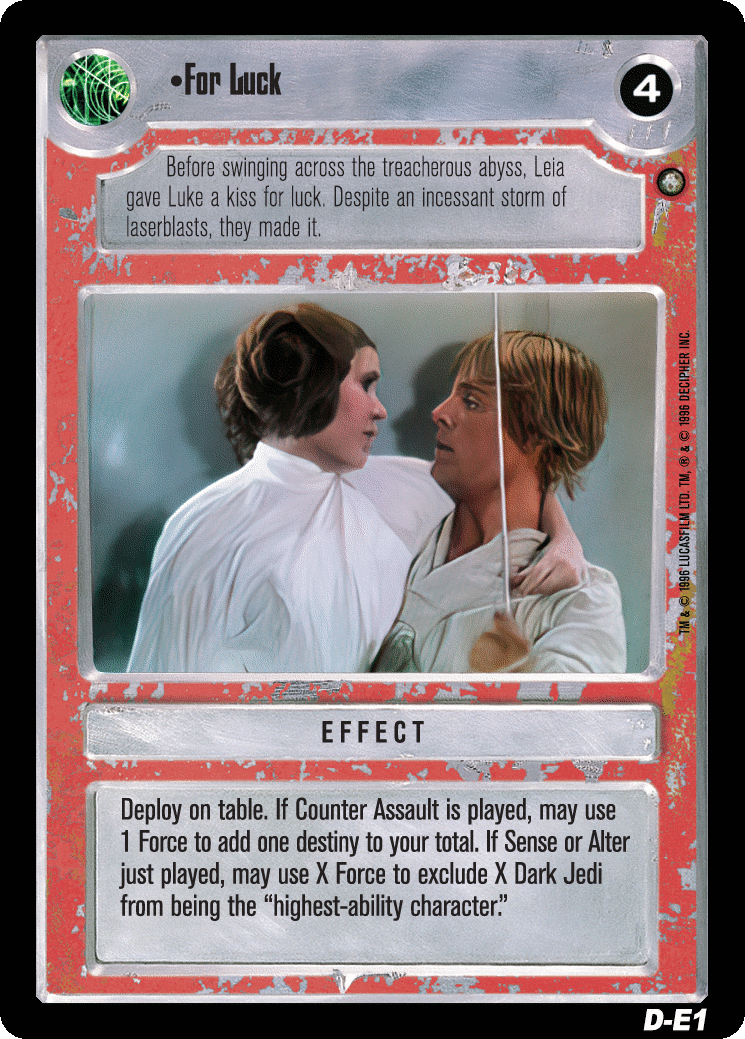 •For Luck
4
Before swinging across the treacherous abyss, Leia
gave Luke a kiss for luck. Despite an incessant storm of
laserblasts, they made it.
TM & © 1996 LUCASFILM LTD. TM, ® & © 1996 DECIPHER INC.
EFFECT
Deploy on table. If Counter Assault is played, may use
1 Force to add one destiny to your total. If Sense or Alter
just played, may use X Force to exclude X Dark Jedi
from being the “highest-ability character.”
D-E1